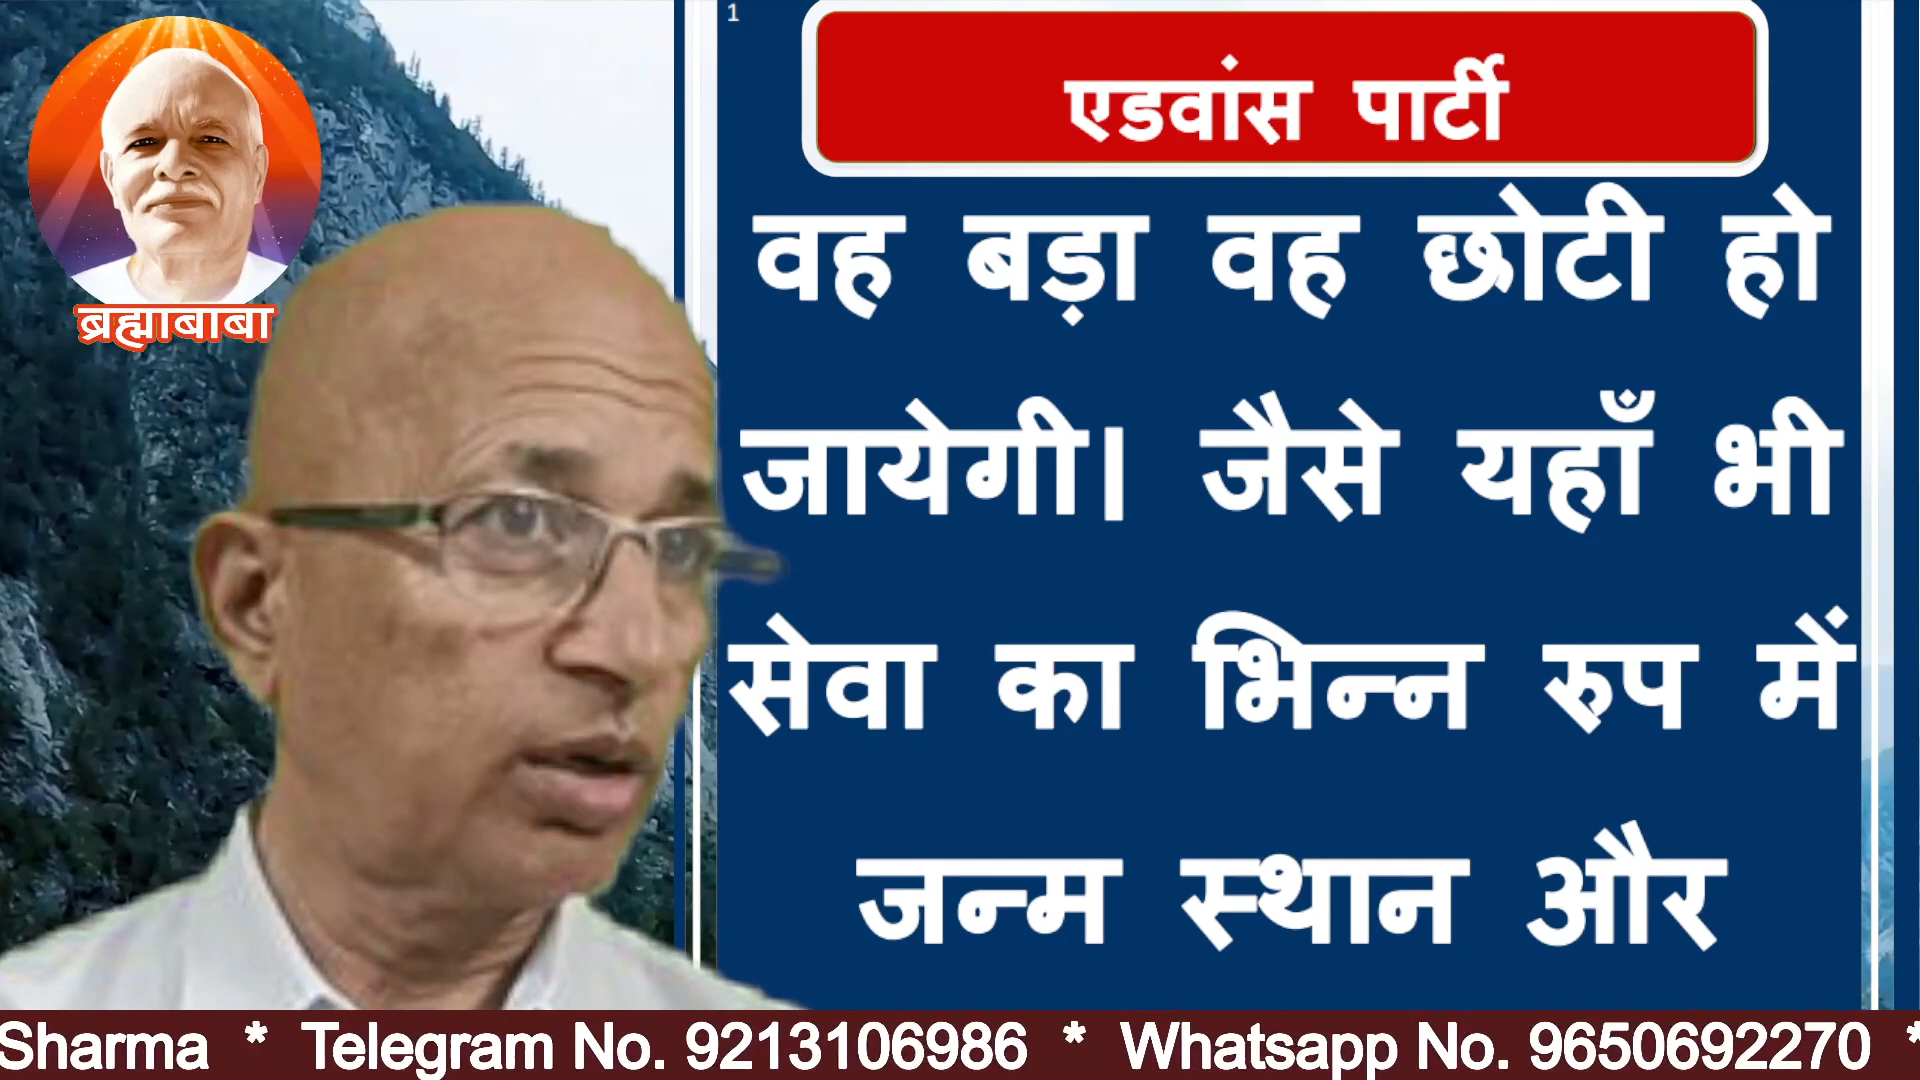 1
एडवांस पार्टी
ब्रह्माबाबा
वह बड़ा वह छोटी हो
जायेगी। जैसे यहाँ भी
सेवा का भिन्न रुप में
जन्म स्थान और
Sharma * Telegram No. 9213106986 * Whatsapp No. 9650692270 *